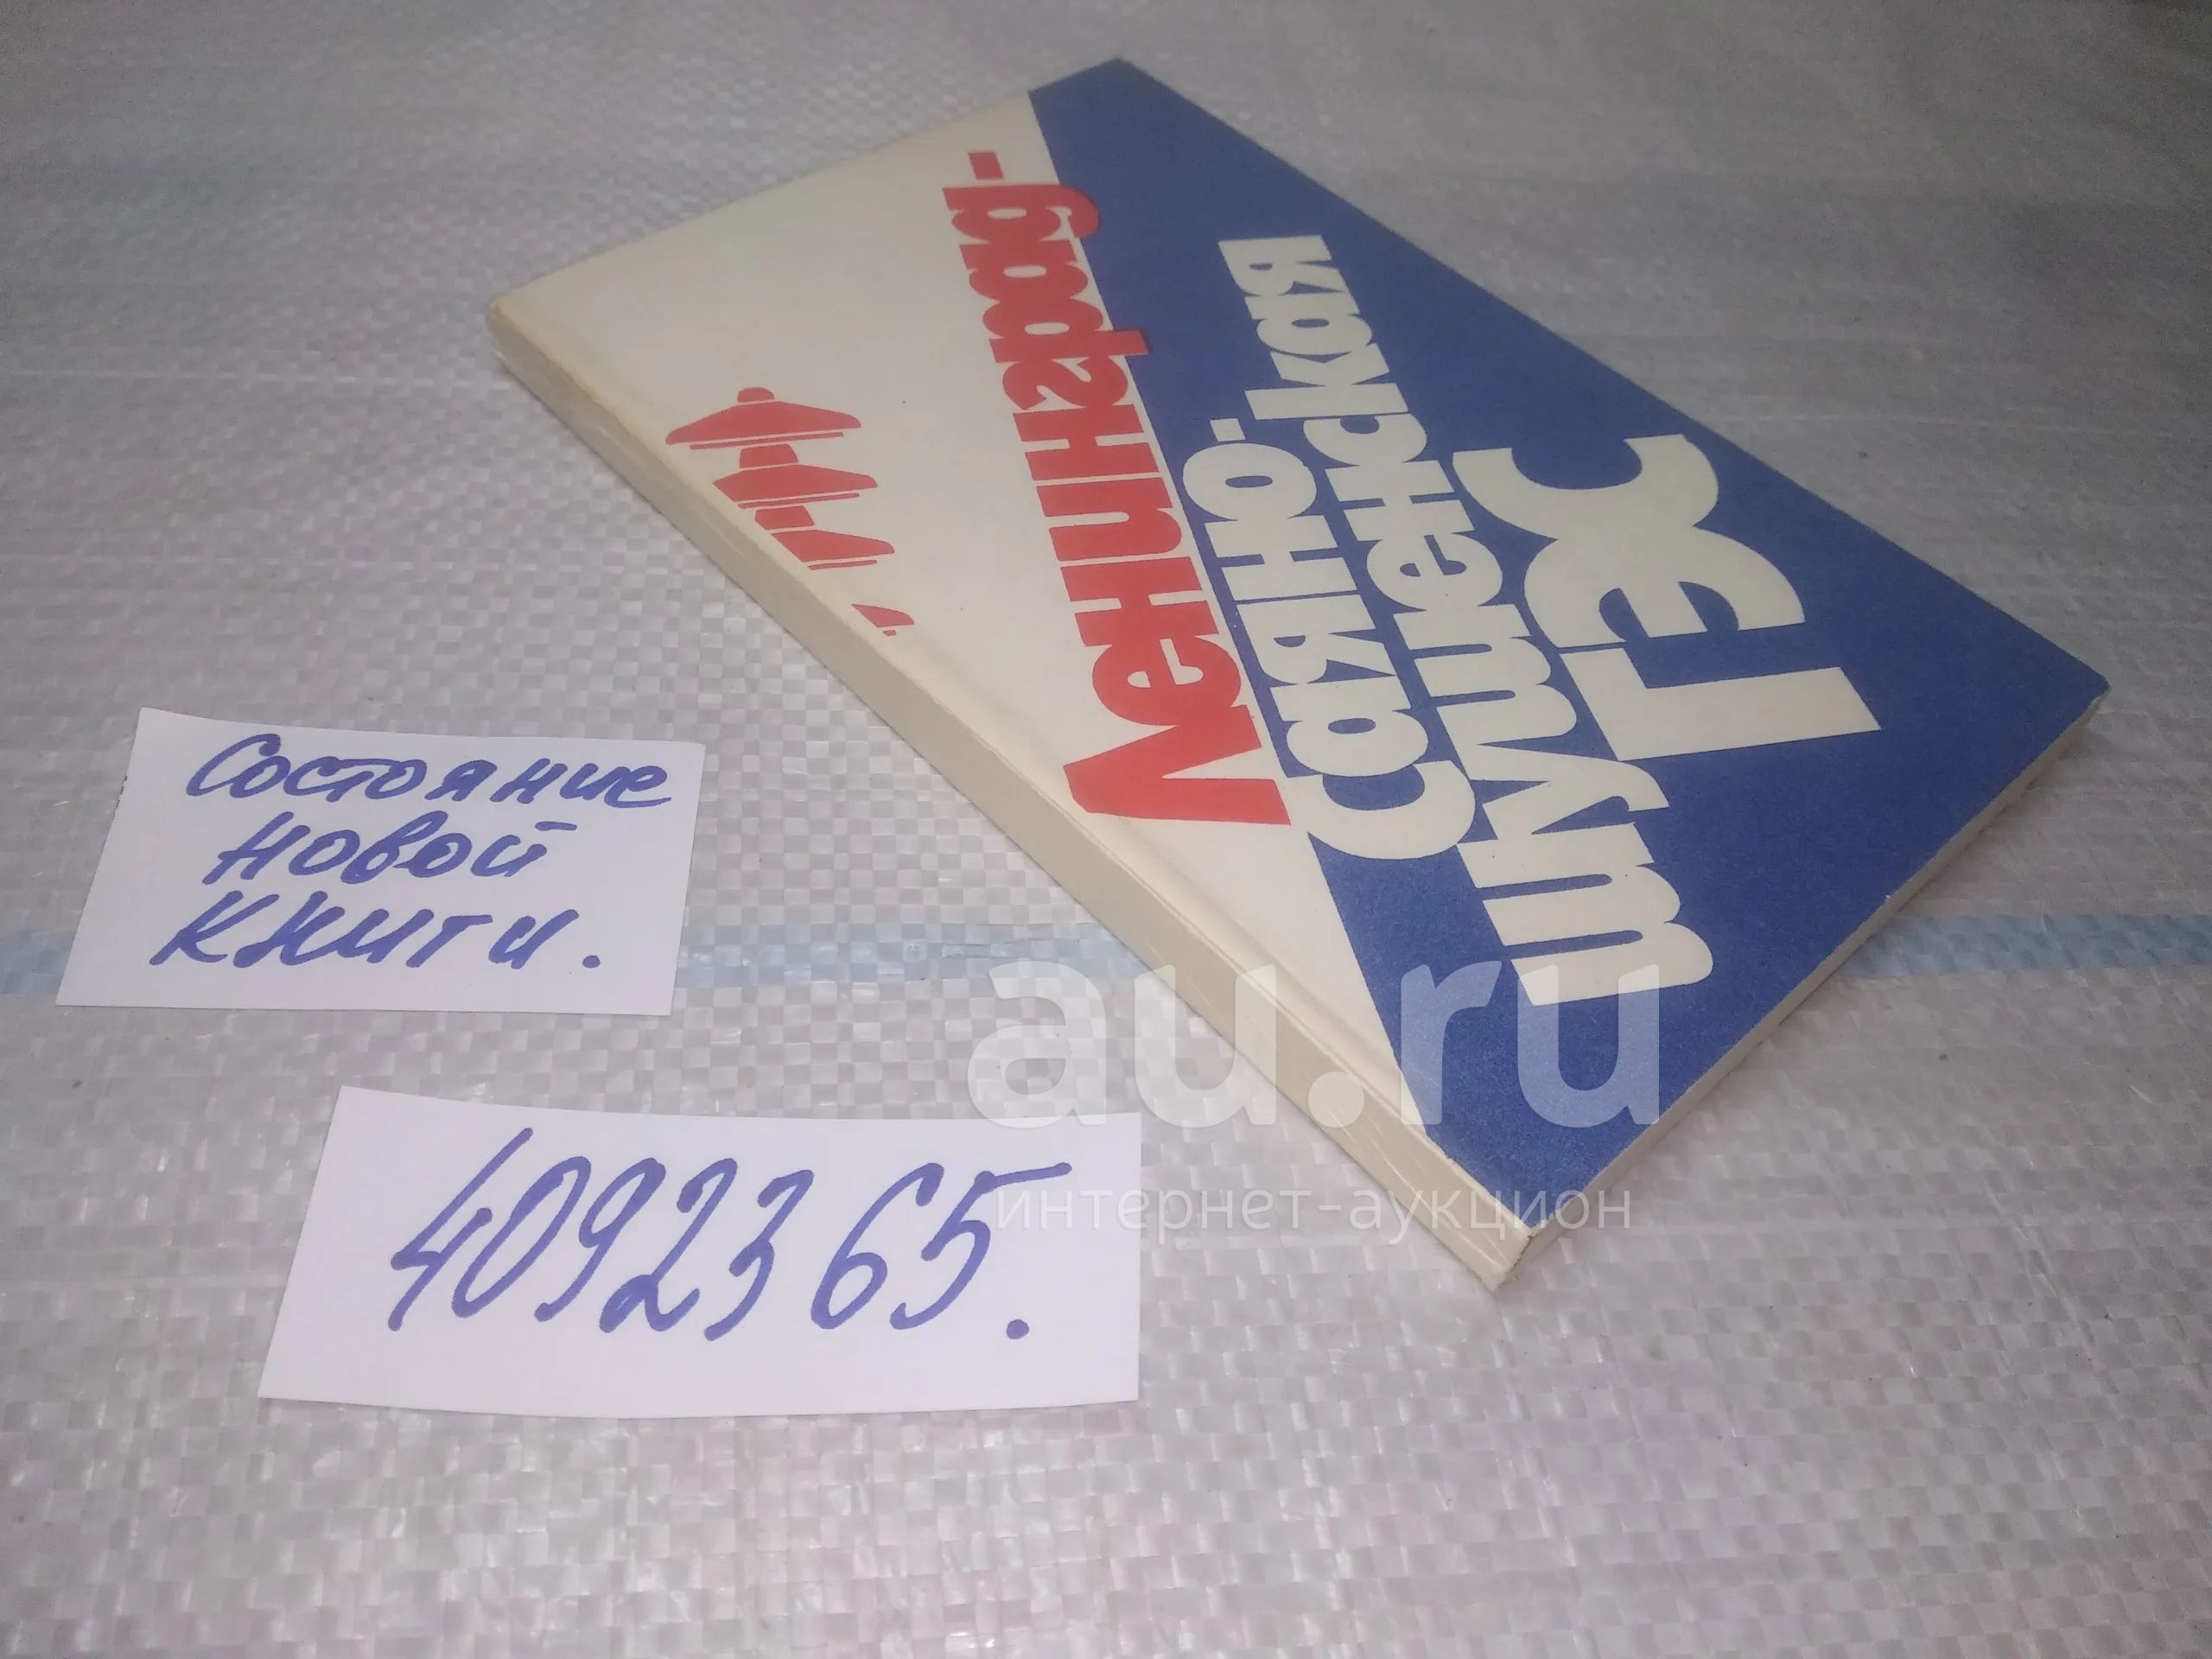 Ленинград-
Саяно-
Шушенская
ГЭС
Состояние
новой
книги.
4092365.
au.ru
интернет-аукцион